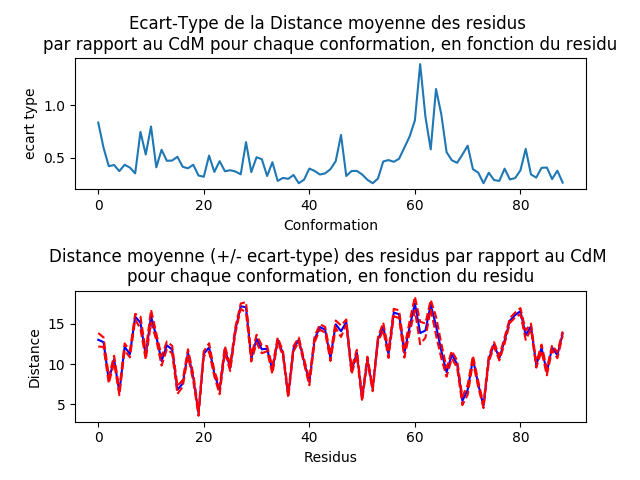 Ecart-Type de la Distance moyenne des residus
par rapport au CdM pour chaque conformation, en fonction du residu
ecart type
1.0
0.5
0 20 40 60 80
Conformation
Distance moyenne (+/- ecart-type) des residus par rapport au CdM
pour chaque conformation, en fonction du residu
Distance
15
10
5
0 20 40 60 80
Residus